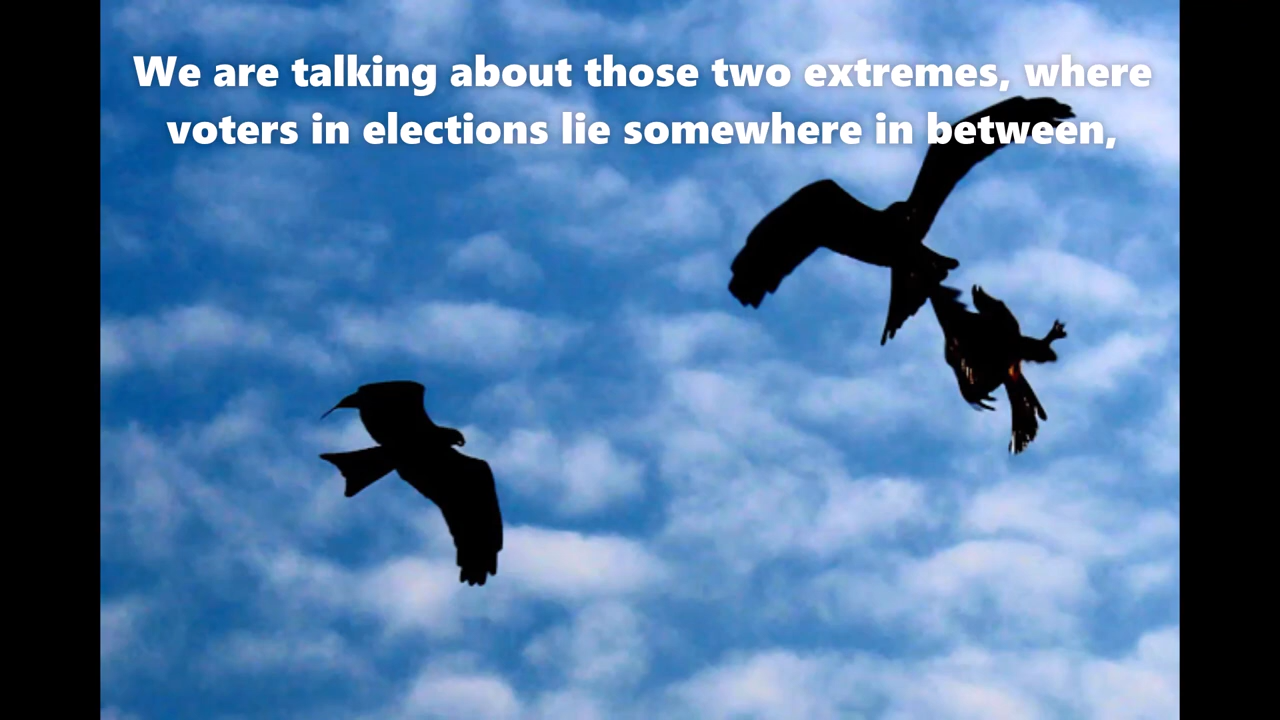 We are talking about those two extremes, where
voters in elections lie somewhere in between,